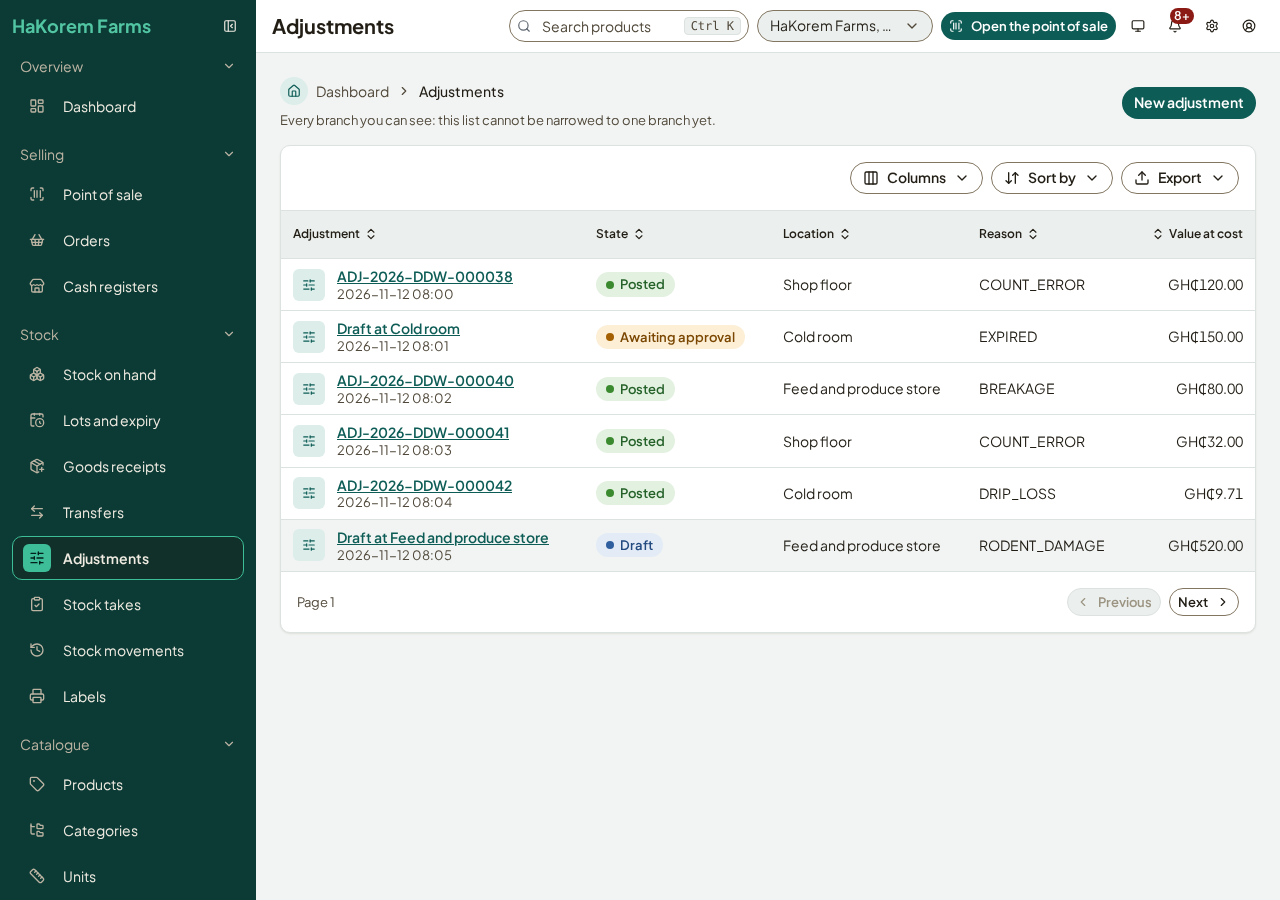 HaKorem Farms
Adjustments
Search products
Ctrl K
HaKorem Farms, ...
Open the point of sale
8+
Overview
Dashboard
Selling
Point of sale
Orders
Cash registers
Stock
Stock on hand
Lots and expiry
Goods receipts
Transfers
Adjustments
Stock takes
Stock movements
Labels
Catalogue
Products
Categories
Units
Dashboard > Adjustments
Every branch you can see: this list cannot be narrowed to one branch yet.
New adjustment
Columns
Sort by
Export
Adjustment State Location Reason Value at cost
ADJ-2026-DDW-000038
2026-11-12 08:00
Posted Shop floor COUNT_ERROR GH₵120.00
Draft at Cold room
2026-11-12 08:01
Awaiting approval Cold room EXPIRED GH₵150.00
ADJ-2026-DDW-000040
2026-11-12 08:02
Posted Feed and produce store BREAKAGE GH₵80.00
ADJ-2026-DDW-000041
2026-11-12 08:03
Posted Shop floor COUNT_ERROR GH₵32.00
ADJ-2026-DDW-000042
2026-11-12 08:04
Posted Cold room DRIP_LOSS GH₵9.71
Draft at Feed and produce store
2026-11-12 08:05
Draft Feed and produce store RODENT_DAMAGE GH₵520.00
Page 1
Previous
Next